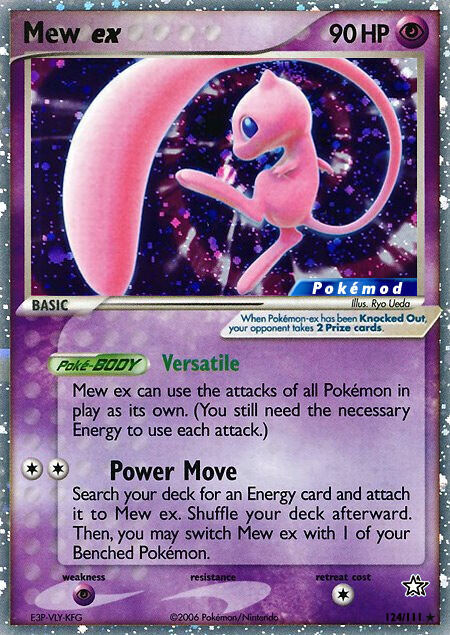 Mew ex 90 HP
Pokémod
BASIC
Illus. Ryo Ueda
When Pokémon-ex has been Knocked Out,
your opponent takes 2 Prize cards.
Poké-BODY Versatile
Mew ex can use the attacks of all Pokémon in
play as its own. (You still need the necessary
Energy to use each attack.)
Power Move
Search your deck for an Energy card and attach
it to Mew ex. Shuffle your deck afterward.
Then, you may switch Mew ex with 1 of your
Benched Pokémon.
weakness resistance retreat cost
E3P-VLY-KFG ©2006 Pokémon/Nintendo 124/111 ★